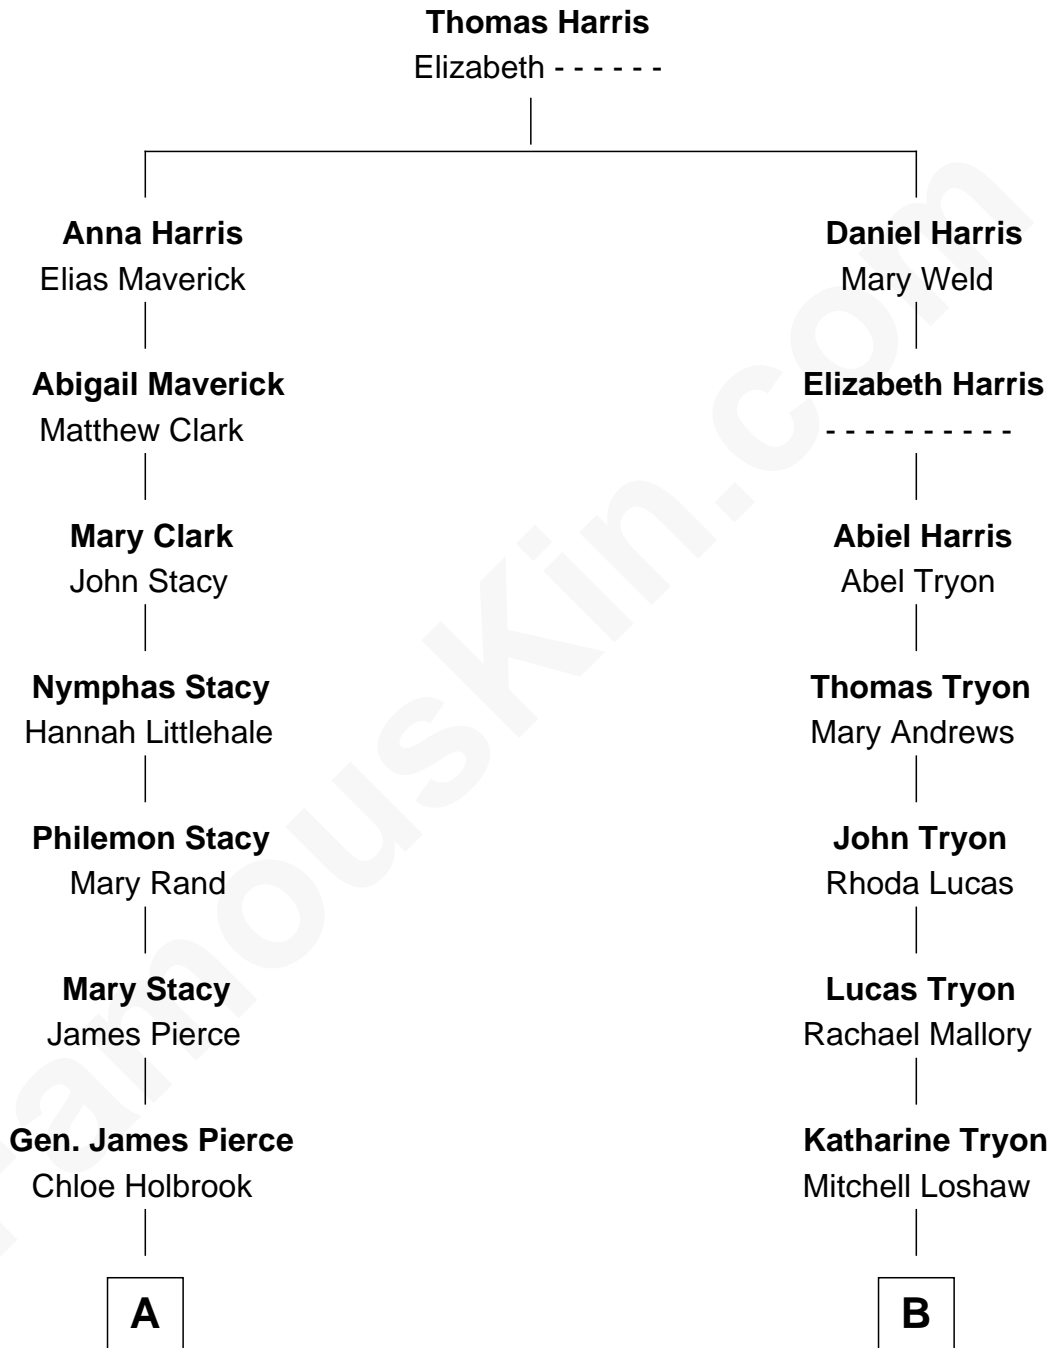 Thomas Harris
Elizabeth - - - - - -
Anna Harris
Elias Maverick
Daniel Harris
Mary Weld
Abigail Maverick
Matthew Clark
Elizabeth Harris
- - - - - - - - - -
Mary Clark
John Stacy
Abiel Harris
Abel Tryon
Nymphas Stacy
Hannah Littlehale
Thomas Tryon
Mary Andrews
Philemon Stacy
Mary Rand
John Tryon
Rhoda Lucas
Mary Stacy
James Pierce
Lucas Tryon
Rachael Mallory
Gen. James Pierce
Chloe Holbrook
Katharine Tryon
Mitchell Loshaw
A
B
FamousKin.com